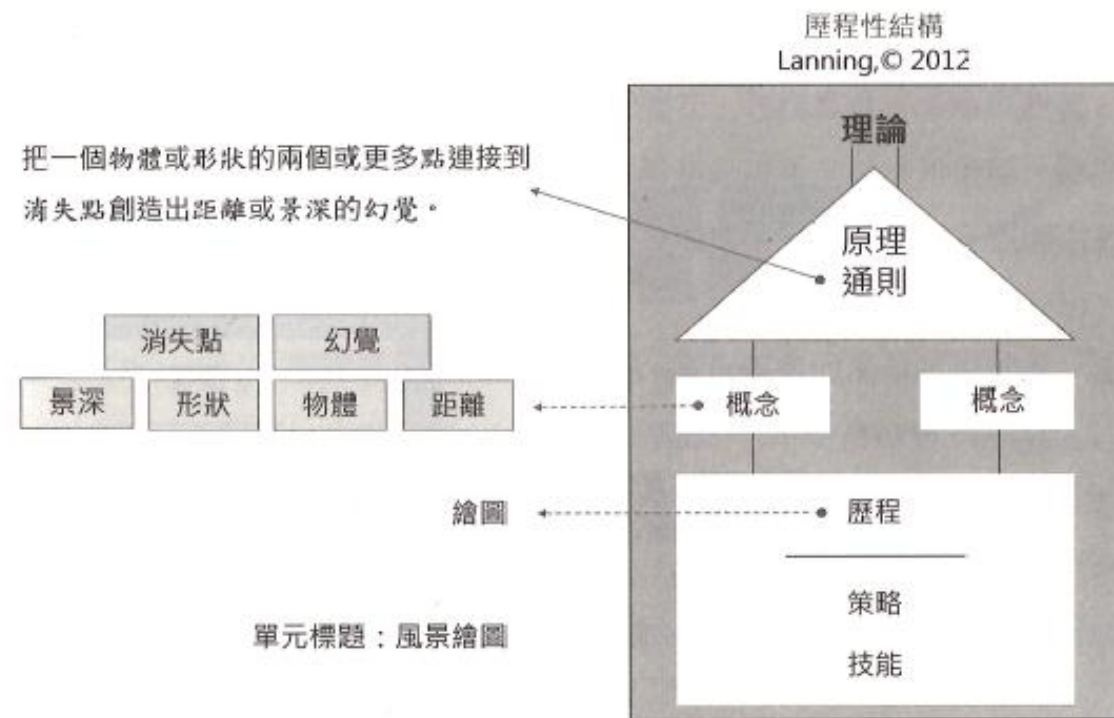 歷程性結構
Lanning,© 2012
理論
把一個物體或形狀的兩個或更多點連接到
消失點創造出距離或景深的幻覺。
原理
通則
消失點
幻覺
景深
形狀
物體
距離
概念
概念
繪圖
歷程
策略
單元標題：風景繪圖
技能